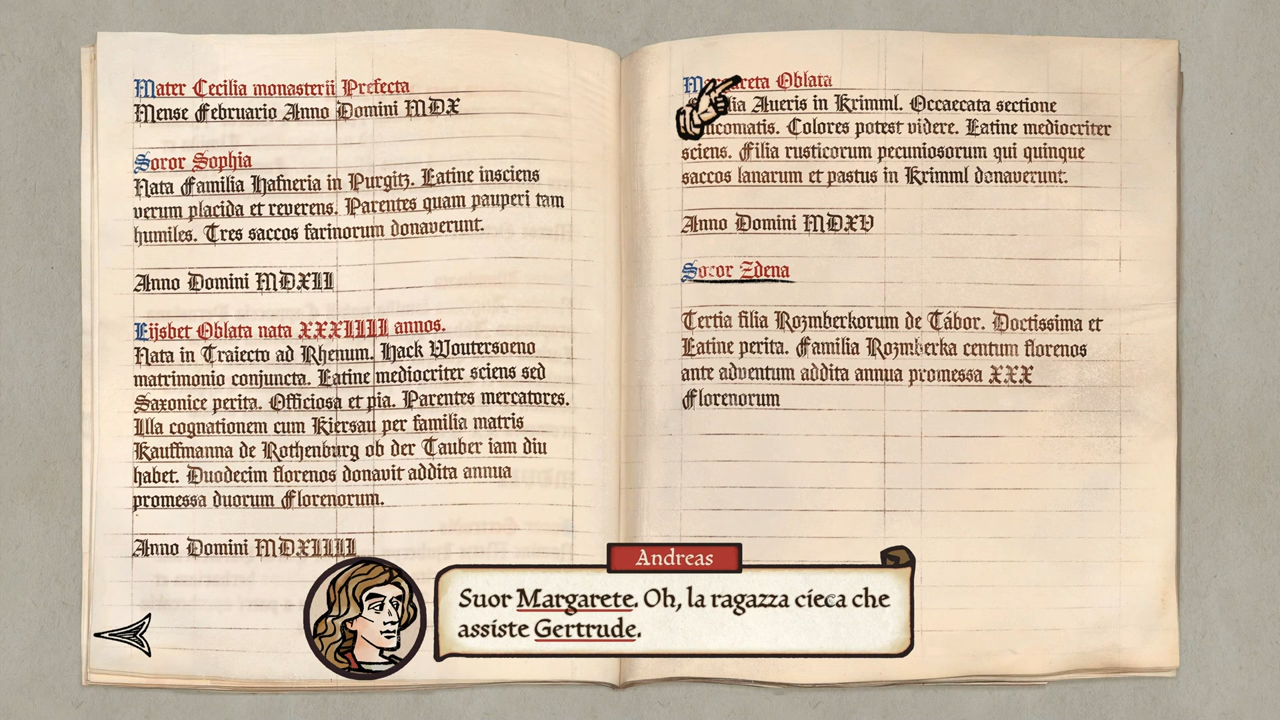 Mater Cecilia monasterii Prefecta
Mense Februario Anno Domini MDX
Soror Sophia
Nata Familia Hafneria in Purgitz. Latine insciens
verum placida et reverens. Parentes quam pauperi tam
humiles. Tres saccos farinorum donaverunt.
Anno Domini MDXII
Lijsbet Oblata nata XXXIIII annos.
Nata in Traiecto ad Rhenum. Hack Woutersoeno
matrimonio conjuncta. Latine mediocriter sciens sed
Saxonice perita. Officiosa et pia. Parentes mercatores.
Illa cognationem cum Kiersau per familia matris
Kauffmanna de Rothenburg ob der Tauber iam diu
habet. Duodecim florenos donavit addita annua
promessa duorum Florenorum.
Anno Domini MDXIIII
Oblata
Aueris in Krimml. Occaecata sectione
Colores potest videre. Latine mediocriter
sciens. Filia rusticorum pecuniosorum qui quinque
saccos lanarum et pastus in Krimml donaverunt.
Anno Domini MDXV
Soror Zdena
Tertia filia Rozmberkorum de Tábor. Doctissima et
Latine perita. Familia Rozmberka centum florenos
ante adventum addita annua promessa XXX
Florenorum
Andreas
Suor Margarete. Oh, la ragazza cieca che
assiste Gertrude.